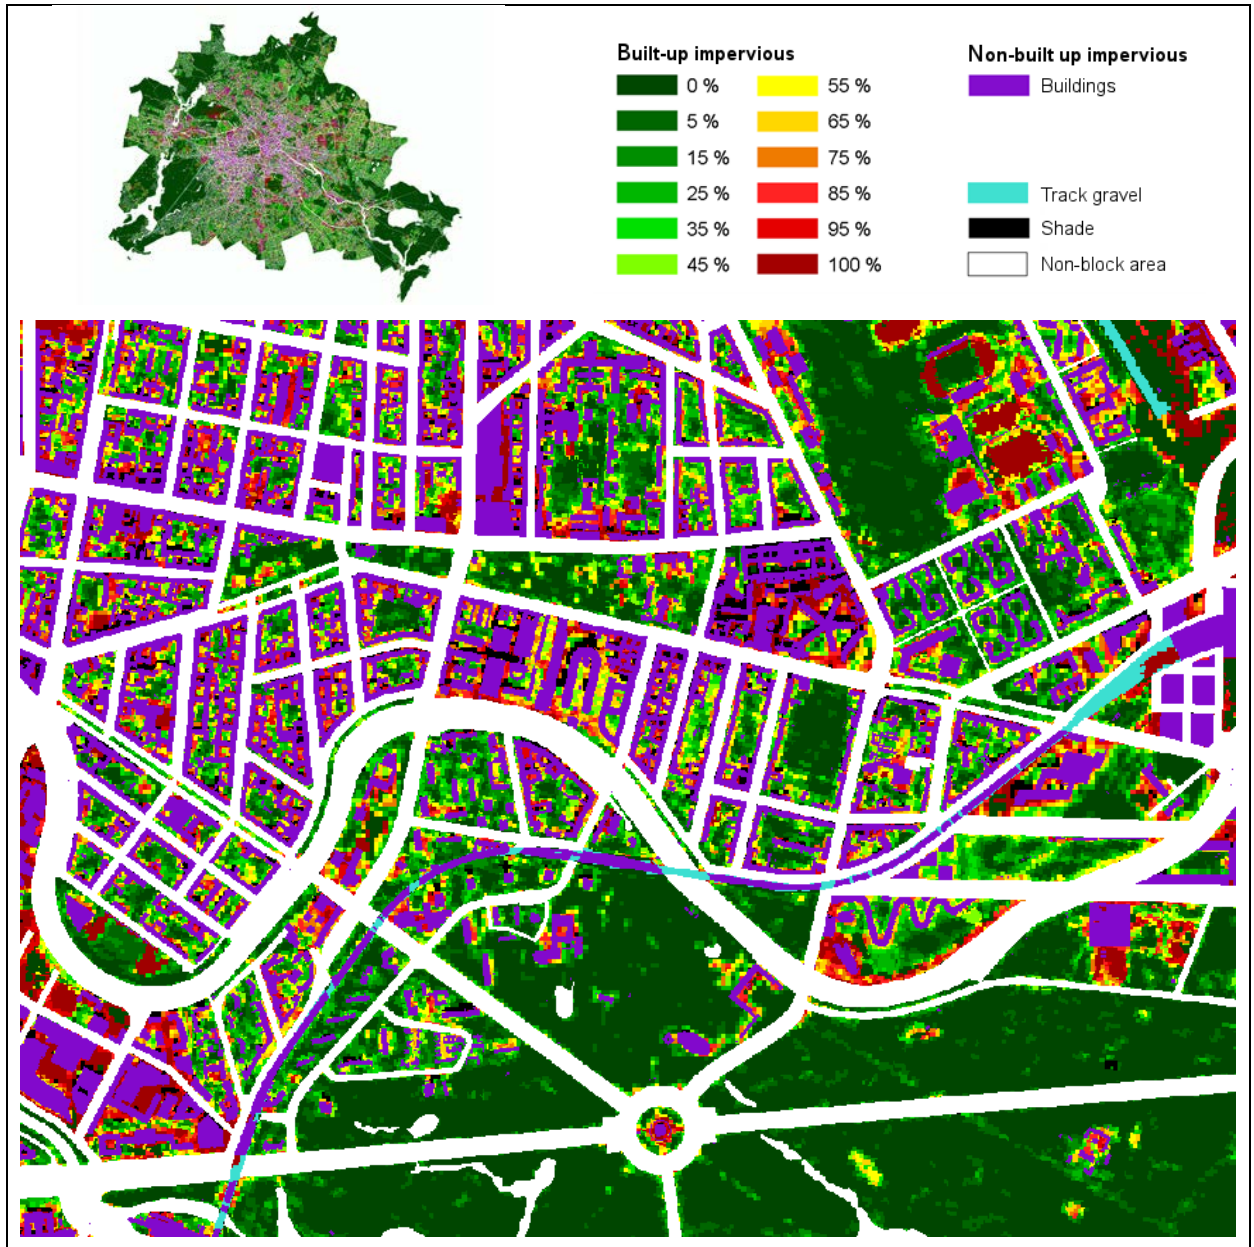 Built-up impervious
0 %
5 %
15 %
25 %
35 %
45 %
55 %
65 %
75 %
85 %
95 %
100 %
Non-built up impervious
Buildings
Track gravel
Shade
Non-block area